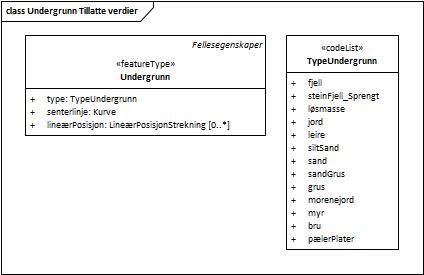 class Undergrunn Tillatte verdier
Fellesegenskaper
«featureType»
Undergrunn
+ type: TypeUndergrunn
+ senterlinje: Kurve
+ lineærPosisjon: LineærPosisjonStrekning [0..*]
«codeList»
TypeUndergrunn
+ fjell
+ steinFjell_Sprengt
+ løsmasse
+ jord
+ leire
+ siltSand
+ sand
+ sandGrus
+ grus
+ morenejord
+ myr
+ bru
+ pælerPlater